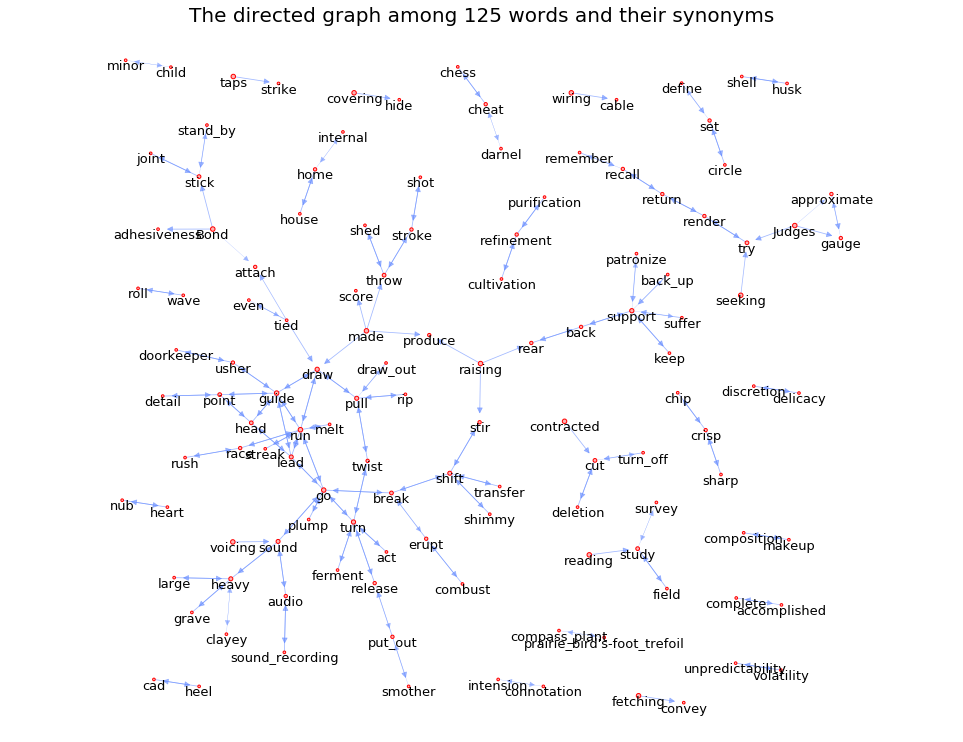 The directed graph among 125 words and their synonyms
minor
child
taps
strike
covering
hide
chess
cheat
darnel
wiring
cable
define
set
circle
shell
husk
stand_by
joint
stick
internal
home
house
shot
shed
stroke
throw
purification
refinement
cultivation
remember
recall
return
render
try
approximate
Judges
gauge
seeking
adhesiveness
Bond
attach
roll
wave
even
tied
score
made
produce
patronize
back_up
support
suffer
back
keep
rear
raising
doorkeeper
usher
draw
draw_out
detail
point
guide
pull
rip
head
run
melt
rush
race
streak
lead
twist
stir
chip
crisp
sharp
discretion
delicacy
contracted
cut
turn_off
deletion
nub
heart
go
break
shift
transfer
shimmy
plump
turn
voicing
sound
act
erupt
ferment
release
combust
survey
reading
study
field
composition
makeup
large
heavy
grave
audio
clayey
sound_recording
put_out
smother
complete
accomplished
compass_plant
prairie_bird's-foot_trefoil
unpredictability
volatility
cad
heel
intension
connotation
fetching
convey